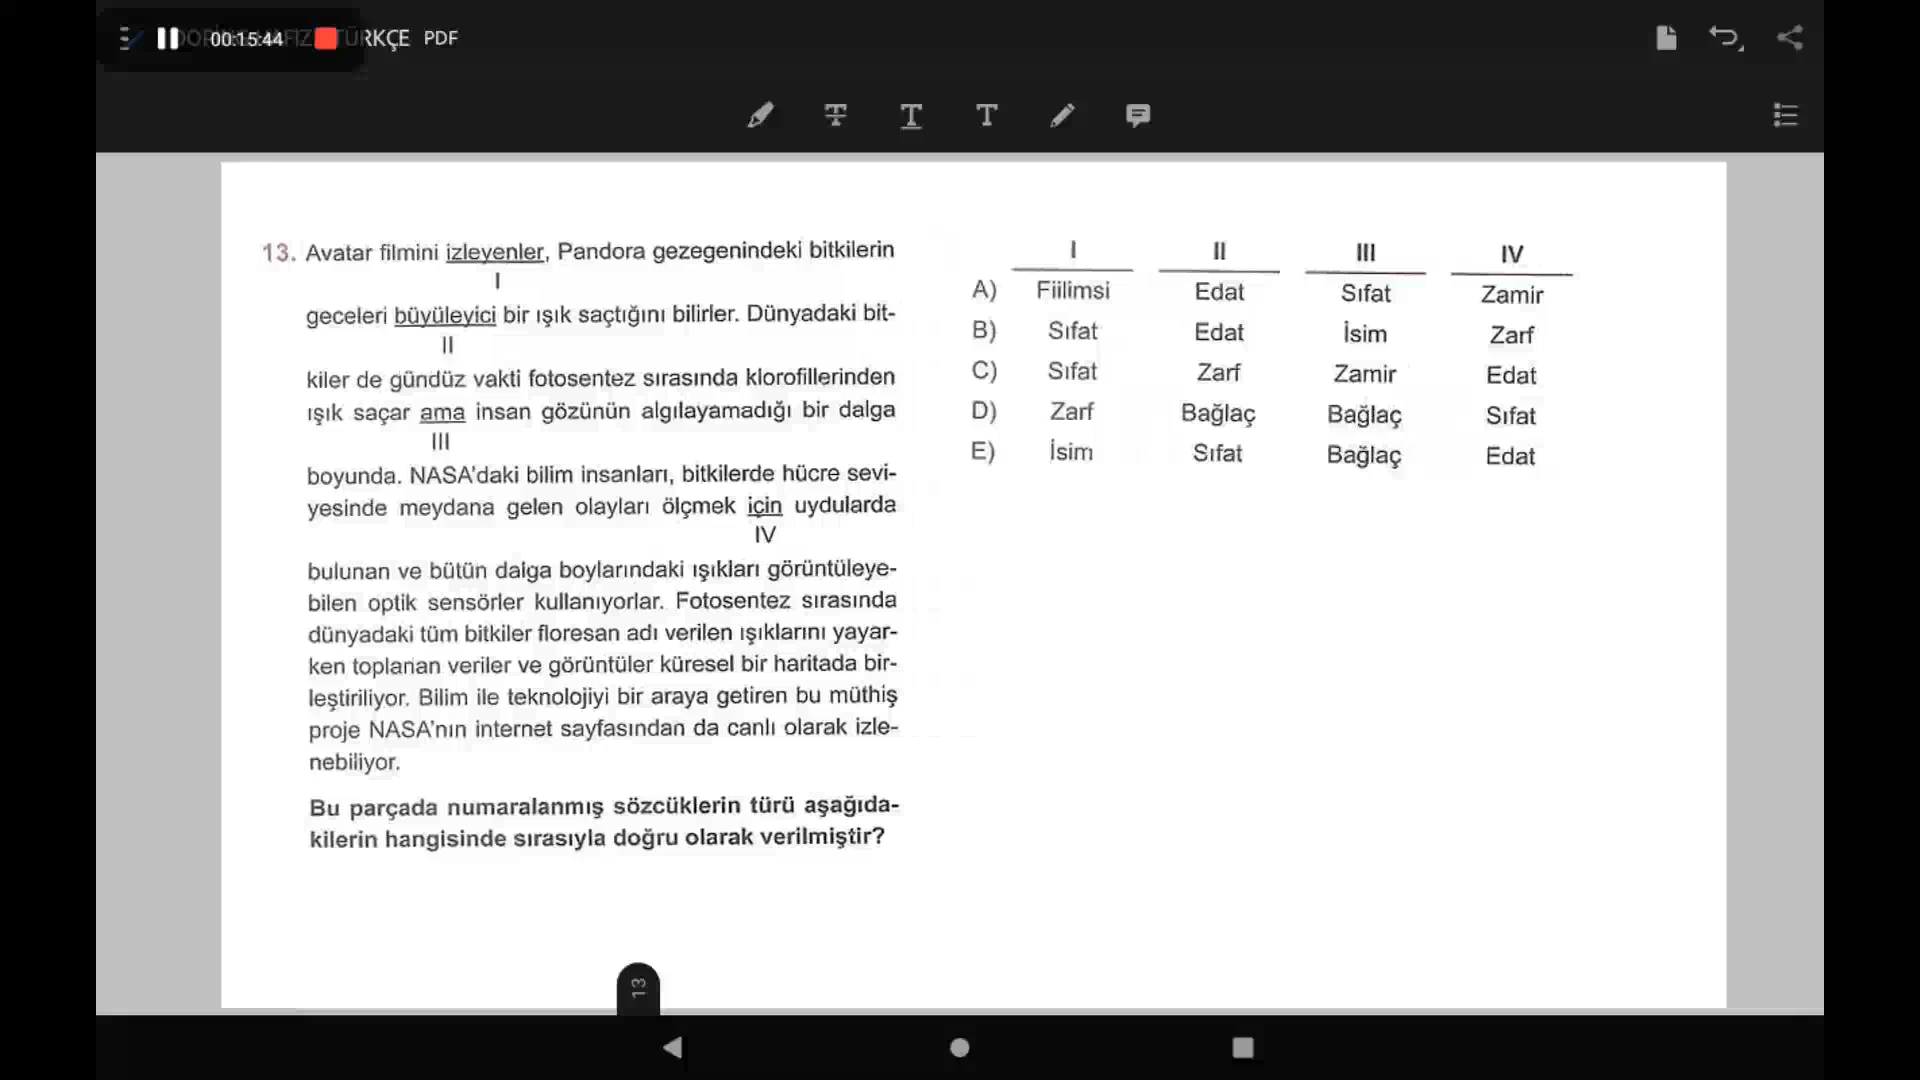 00:15:44 TÜRKÇE PDF
13. Avatar filmini izleyenler, Pandora gezegenindeki bitkilerin
I
geceleri büyüleyici bir ışık saçtığını bilirler. Dünyadaki bit-
II
kiler de gündüz vakti fotosentez sırasında klorofillerinden
ışık saçar ama insan gözünün algılayamadığı bir dalga
III
boyunda. NASA'daki bilim insanları, bitkilerde hücre sevi-
yesinde meydana gelen olayları ölçmek için uydularda
IV
bulunan ve bütün dalga boylarındaki ışıkları görüntüleye-
bilen optik sensörler kullanıyorlar. Fotosentez sırasında
dünyadaki tüm bitkiler floresan adı verilen ışıklarını yayar-
ken toplanan veriler ve görüntüler küresel bir haritada bir-
leştiriliyor. Bilim ile teknolojiyi bir araya getiren bu müthiş
proje NASA'nın internet sayfasından da canlı olarak izle-
nebiliyor.
Bu parçada numaralanmış sözcüklerin türü aşağıda-
kilerin hangisinde sırasıyla doğru olarak verilmiştir?
I II III IV
A) Fiilimsi Edat Sıfat Zamir
B) Sıfat Edat İsim Zarf
C) Sıfat Zarf Zamir Edat
D) Zarf Bağlaç Bağlaç Sıfat
E) İsim Sıfat Bağlaç Edat
13